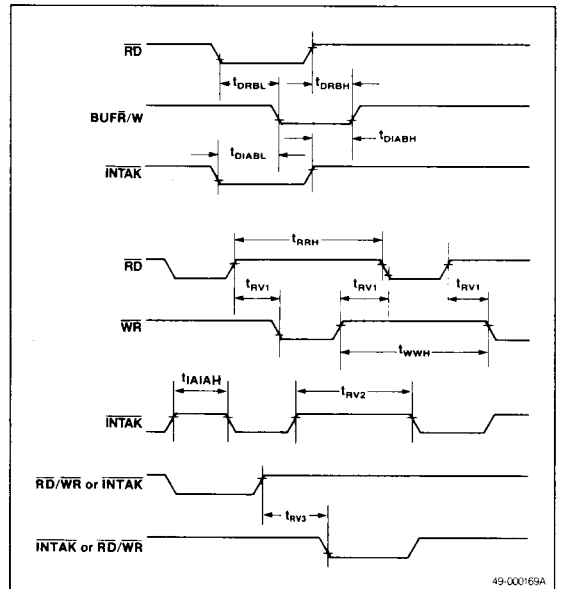 RD
tDRBL
tDRBH
BUFR/W
tDIABL
tDIABH
INTAK
tRRH
RD
tRV1
tRV1
tRV1
WR
tWWH
tIAIAH
tRV2
INTAK
RD/WR or INTAK
tRV3
INTAK or RD/WR
49-000169A